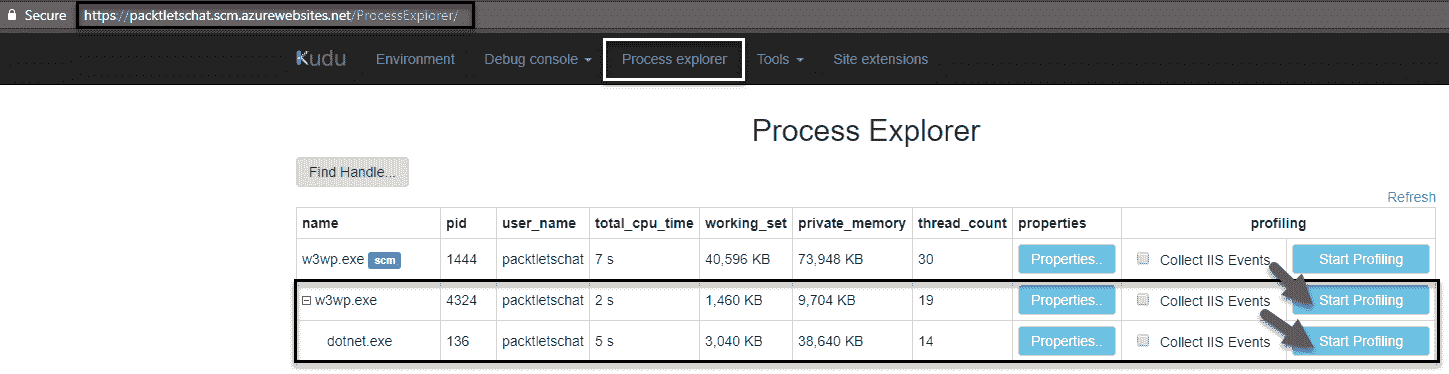 Secure https://packtletschat.scm.azurewebsites.net/ProcessExplorer/
Kudu Environment Debug console Process explorer Tools Site extensions
Process Explorer
Find Handle...
Refresh
name pid user_name total_cpu_time working_set private_memory thread_count properties profiling
w3wp.exe scm 1444 packtletschat 7 s 40,596 KB 73,948 KB 30 Properties.. Collect IIS Events Start Profiling
w3wp.exe 4324 packtletschat 2 s 1,460 KB 9,704 KB 19 Properties.. Collect IIS Events Start Profiling
dotnet.exe 136 packtletschat 5 s 3,040 KB 38,640 KB 14 Properties.. Collect IIS Events Start Profiling